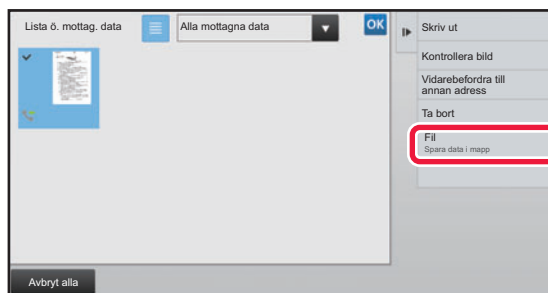 Lista ö. mottag. data
Alla mottagna data
OK
Skriv ut
Kontrollera bild
Vidarebefordra till
annan adress
Ta bort
Fil
Spara data i mapp
Avbryt alla